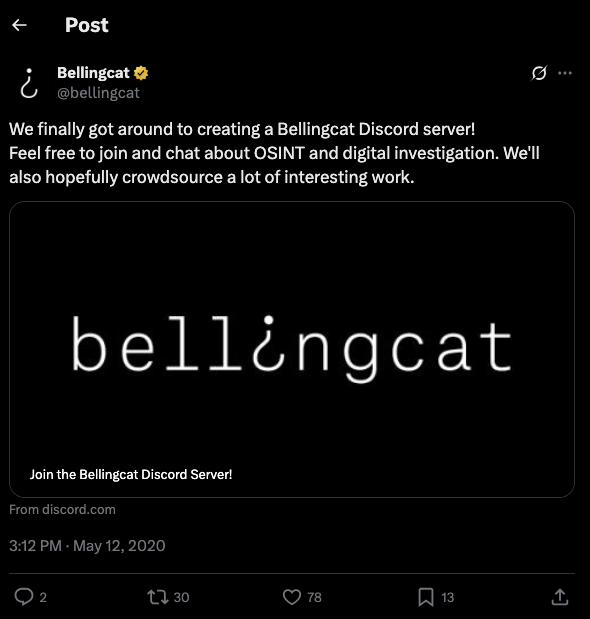 Post
Bellingcat
@bellingcat
We finally got around to creating a Bellingcat Discord server!
Feel free to join and chat about OSINT and digital investigation. We'll
also hopefully crowdsource a lot of interesting work.
bell¿ngcat
Join the Bellingcat Discord Server!
From discord.com
3:12 PM · May 12, 2020
2 30 78 13